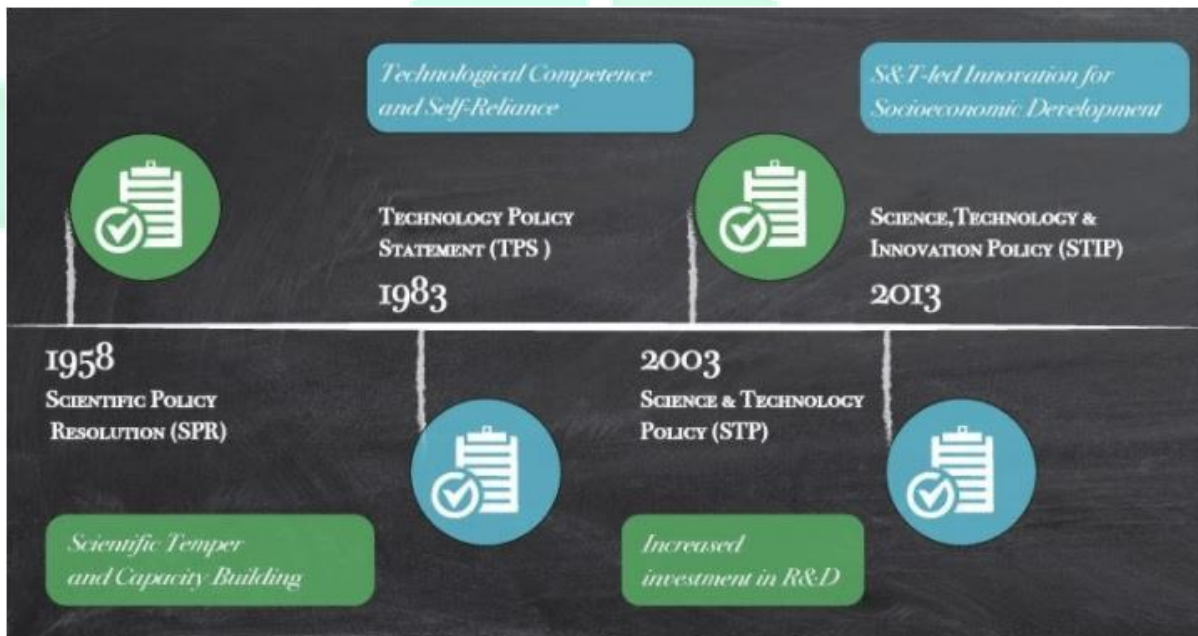 1958
Scientific Policy
Resolution (SPR)
Scientific Temper
and Capacity Building
Technological Competence
and Self-Reliance
Technology Policy
Statement (TPS )
1983
2003
Science & Technology
Policy (STP)
Increased
investment in R&D
S&T-led Innovation for
Socioeconomic Development
Science,Technology &
Innovation Policy (STIP)
2013